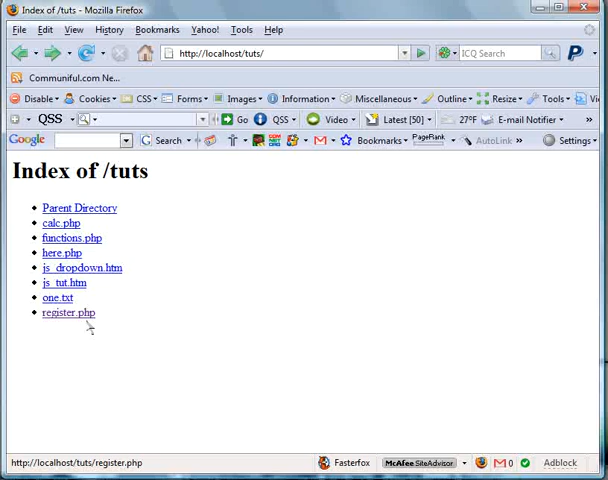 Index of /tuts - Mozilla Firefox
File Edit View History Bookmarks Yahoo! Tools Help
http://localhost/tuts/ ICQ Search
Communiful.com Ne...
Disable Cookies CSS Forms Images Information Miscellaneous Outline Resize Tools Vi
QSS Go QSS Video Latest [50] 27°F E-mail Notifier
Google Search Bookmarks PageRank AutoLink Settings
Index of /tuts
Parent Directory
calc.php
functions.php
here.php
js_dropdown.htm
js_tut.htm
one.txt
register.php
http://localhost/tuts/register.php Fasterfox McAfee SiteAdvisor 0 Adblock